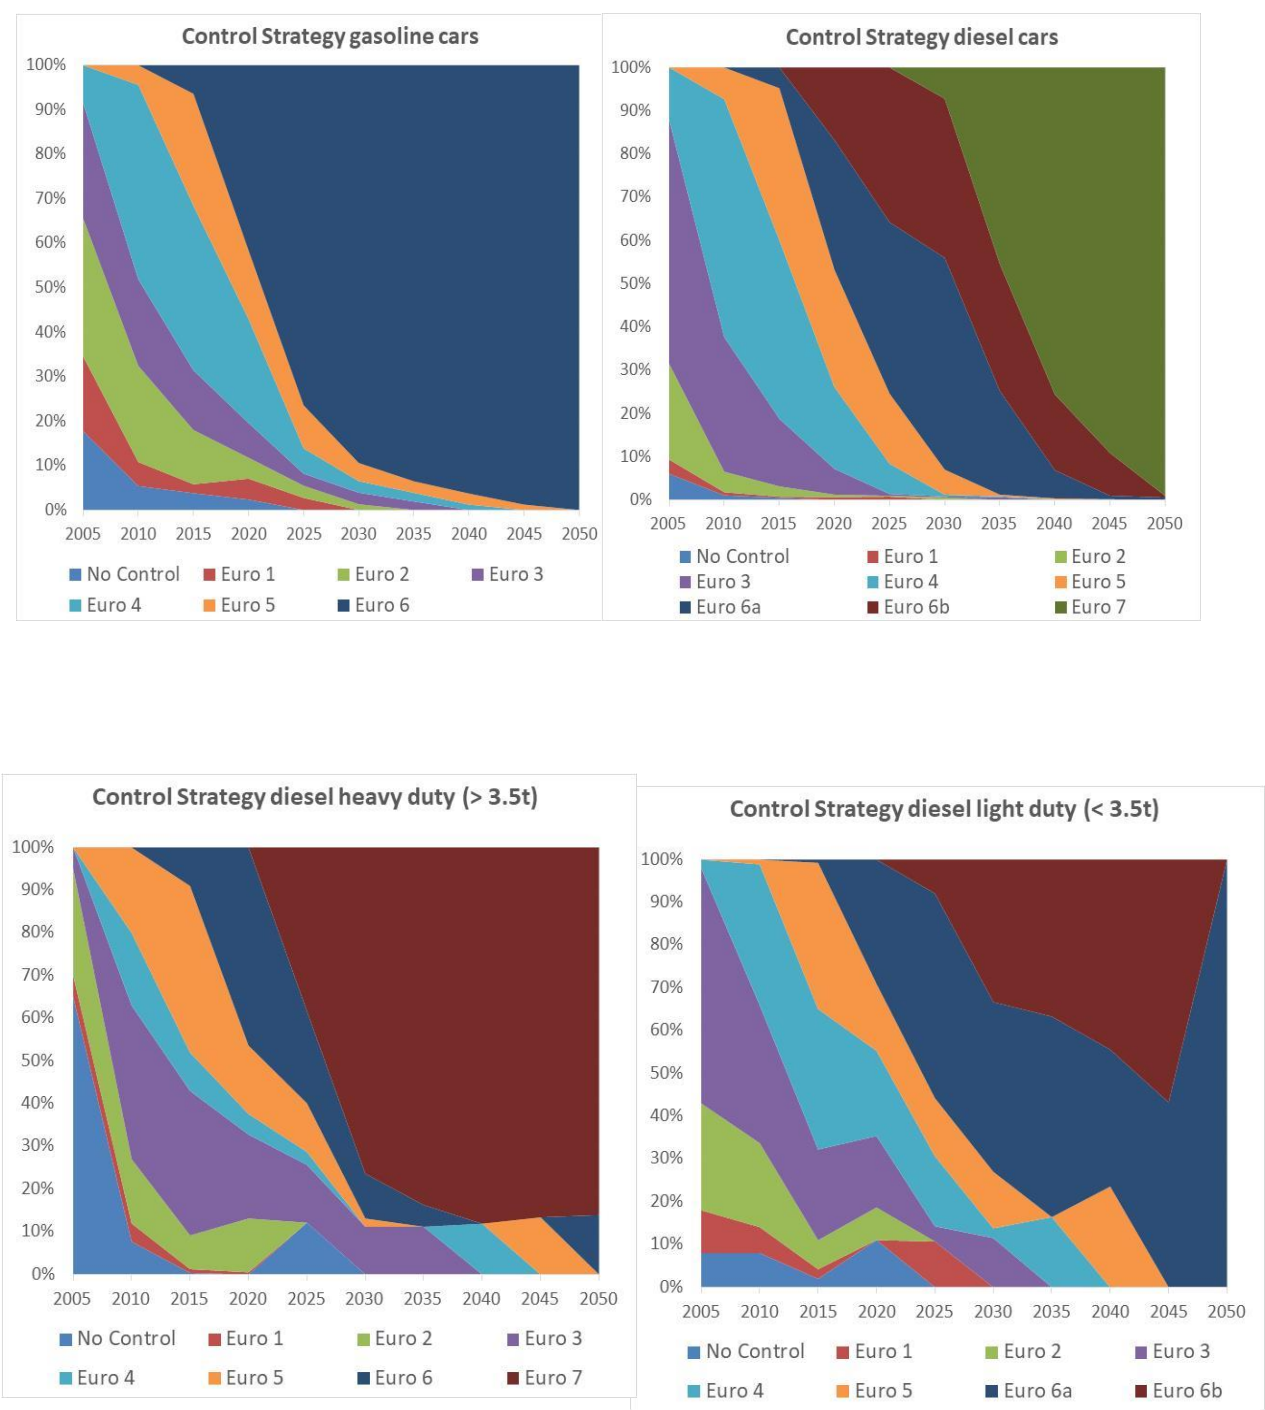 Control Strategy gasoline cars
100%
90%
80%
70%
60%
50%
40%
30%
20%
10%
0%
2005 2010 2015 2020 2025 2030 2035 2040 2045 2050
No Control Euro 1 Euro 2 Euro 3
Euro 4 Euro 5 Euro 6
Control Strategy diesel cars
100%
90%
80%
70%
60%
50%
40%
30%
20%
10%
0%
2005 2010 2015 2020 2025 2030 2035 2040 2045 2050
No Control Euro 1 Euro 2
Euro 3 Euro 4 Euro 5
Euro 6a Euro 6b Euro 7
Control Strategy diesel heavy duty (> 3.5t)
100%
90%
80%
70%
60%
50%
40%
30%
20%
10%
0%
2005 2010 2015 2020 2025 2030 2035 2040 2045 2050
No Control Euro 1 Euro 2 Euro 3
Euro 4 Euro 5 Euro 6 Euro 7
Control Strategy diesel light duty (< 3.5t)
100%
90%
80%
70%
60%
50%
40%
30%
20%
10%
0%
2005 2010 2015 2020 2025 2030 2035 2040 2045 2050
No Control Euro 1 Euro 2 Euro 3
Euro 4 Euro 5 Euro 6a Euro 6b